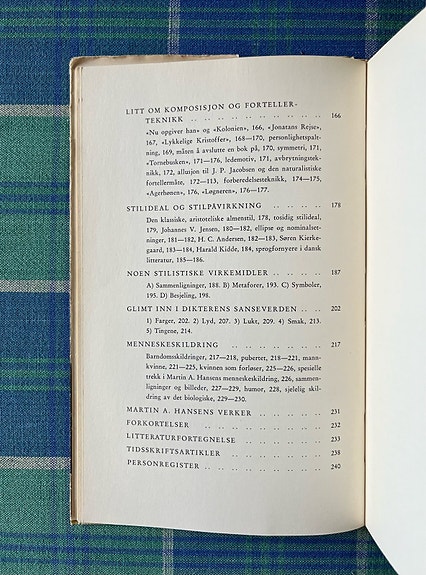 LITT OM KOMPOSISJON OG FORTELLER-
TEKNIKK .. .. .. .. .. .. .. .. .. .. 166
«Nu opgiver han» og «Kolonien», 166, «Jonatans Rejse»,
167, «Lykkelige Kristoffer», 168—170, personlighetspalt-
ning, 169, måten å avslutte en bok på, 170, symmetri, 171,
«Tornebusken», 171—176, ledemotiv, 171, avbrytningstek-
nikk, 172, allusjon til J. P. Jacobsen og den naturalistiske
fortellermåte, 172—113, forberedelsesteknikk, 174—175,
«Agerhønen», 176, «Løgneren», 176—177.
STILIDEAL OG STILPÅVIRKNING .. .. .. .. 178
Den klassiske, aristoteliske almenstil, 178, tosidig stilideal,
179, Johannes V. Jensen, 180—182, ellipse og nominalset-
ninger, 181—182, H. C. Andersen, 182—183, Søren Kierke-
gaard, 183—184, Harald Kidde, 184, sprogfornyere i dansk
litteratur, 185—186.
NOEN STILISTISKE VIRKEMIDLER .. .. .. .. 187
A) Sammenligninger, 188. B) Metaforer, 193. C) Symboler,
195. D) Besjeling, 198.
GLIMT INN I DIKTERENS SANSEVERDEN .. .. 202
1) Farger, 202. 2) Lyd, 207. 3) Lukt, 209. 4) Smak, 213.
5) Tingene, 214.
MENNESKESKILDRING .. .. .. .. .. .. .. 217
Barndomsskildringer, 217—218, pubertet, 218—221, mann-
kvinne, 221—225, kvinnen som forløser, 225—226, spesielle
trekk i Martin A. Hansens menneskeskildring, 226, sammen-
ligninger og billeder, 227—229, humor, 228, sjelelig skil-
dring av det biologiske, 229—230.
MARTIN A. HANSENS VERKER .. .. .. .. 231
FORKORTELSER .. .. .. .. .. .. .. .. 232
LITTERATURFORTEGNELSE .. .. .. .. .. 233
TIDSSKRIFTSARTIKLER .. .. .. .. .. .. 238
PERSONREGISTER .. .. .. .. .. .. .. .. 240